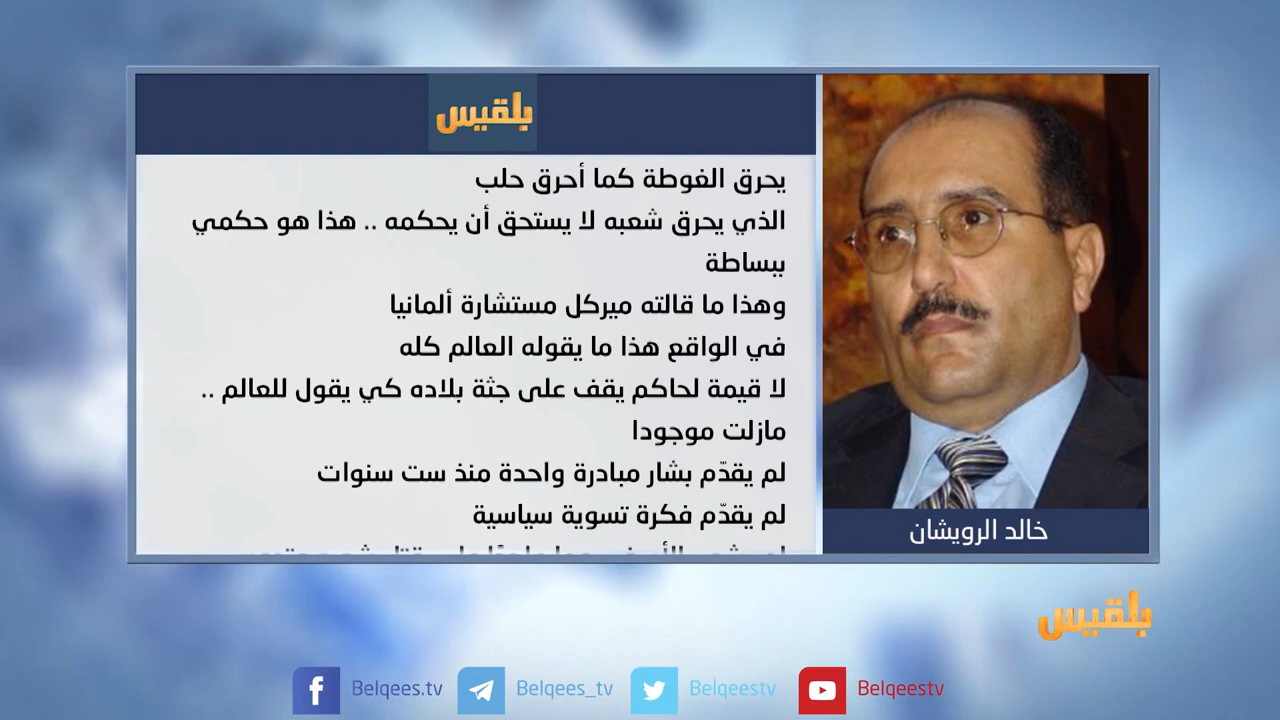 بلقيس
يحرق الغوطة كما أحرق حلب
الذي يحرق شعبه لا يستحق أن يحكمه .. هذا هو حكمي
ببساطة
وهذا ما قالته ميركل مستشارة ألمانيا
في الواقع هذا ما يقوله العالم كله
لا قيمة لحاكم يقف على جثة بلاده كي يقول للعالم ..
مازلت موجودا
لم يقدّم بشار مبادرة واحدة منذ ست سنوات
لم يقدّم فكرة تسوية سياسية
خالد الرويشان
بلقيس
Belqees.tv
Belqees_tv
Belqeestv
Belqeestv